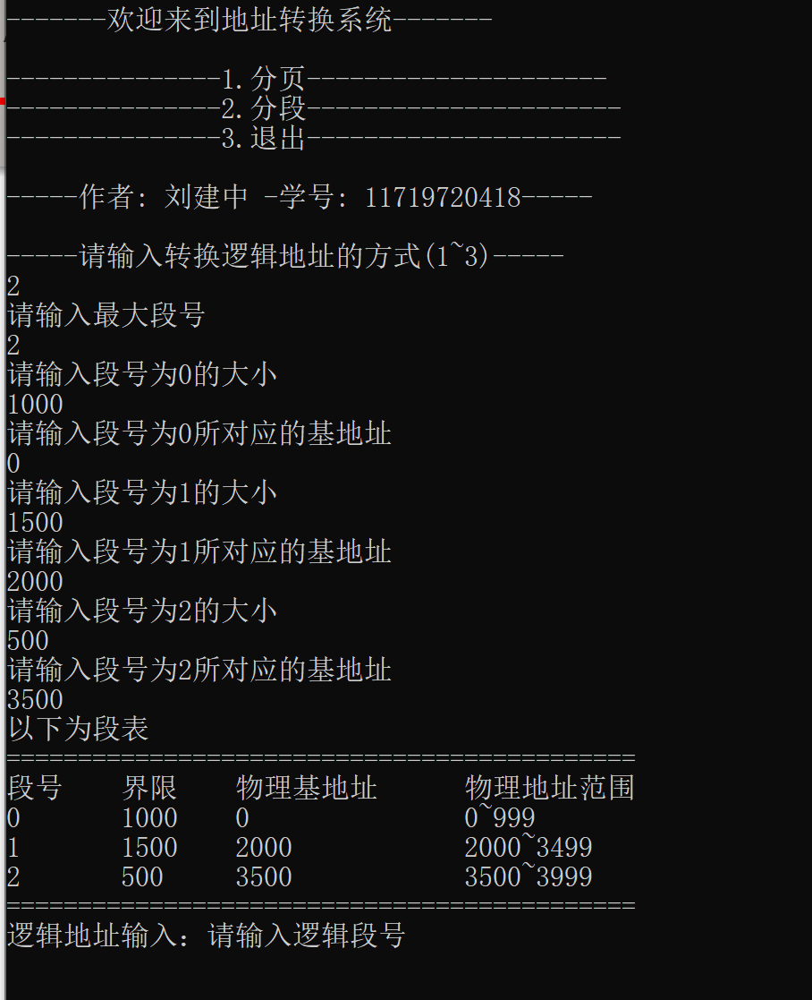 -------欢迎来到地址转换系统-------
---------------1.分页---------------------
---------------2.分段----------------------
---------------3.退出----------------------
-----作者: 刘建中 -学号: 11719720418-----
-----请输入转换逻辑地址的方式(1~3)-----
2
请输入最大段号
2
请输入段号为0的大小
1000
请输入段号为0所对应的基地址
0
请输入段号为1的大小
1500
请输入段号为1所对应的基地址
2000
请输入段号为2的大小
500
请输入段号为2所对应的基地址
3500
以下为段表
============================================
段号 界限 物理基地址 物理地址范围
0 1000 0 0~999
1 1500 2000 2000~3499
2 500 3500 3500~3999
============================================
逻辑地址输入: 请输入逻辑段号